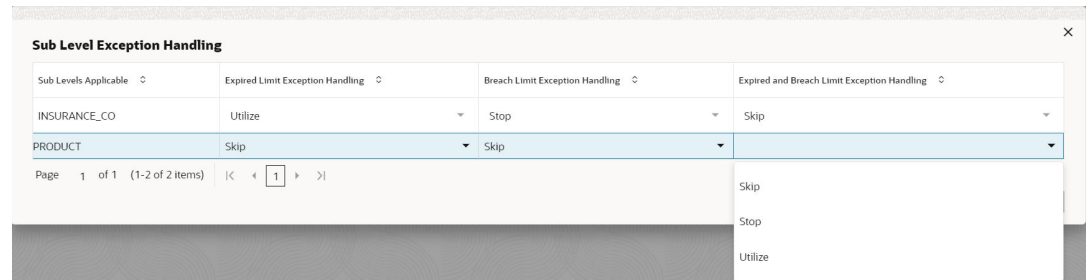 Sub Level Exception Handling
Sub Levels Applicable Expired Limit Exception Handling Breach Limit Exception Handling Expired and Breach Limit Exception Handling
INSURANCE_CO Utilize Stop Skip
PRODUCT Skip Skip
Page 1 of 1 (1-2 of 2 items) 1
Skip
Stop
Utilize